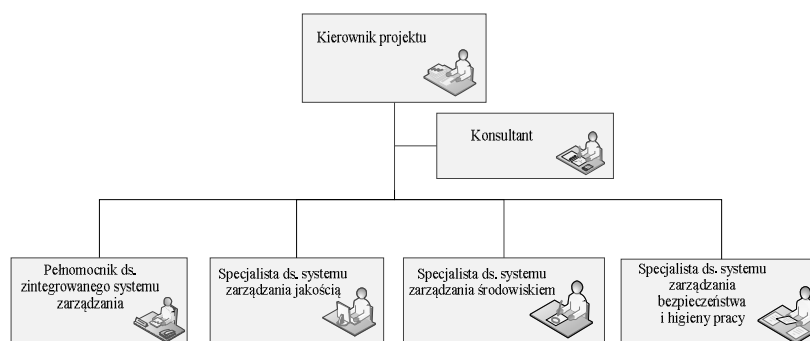 Kierownik projektu
Konsultant
Pełnomocnik ds.
zintegrowanego systemu
zarządzania
Specjalista ds. systemu
zarządzania jakością
Specjalista ds. systemu
zarządzania środowiskiem
Specjalista ds. systemu
zarządzania
bezpieczeństwa
i higieny pracy